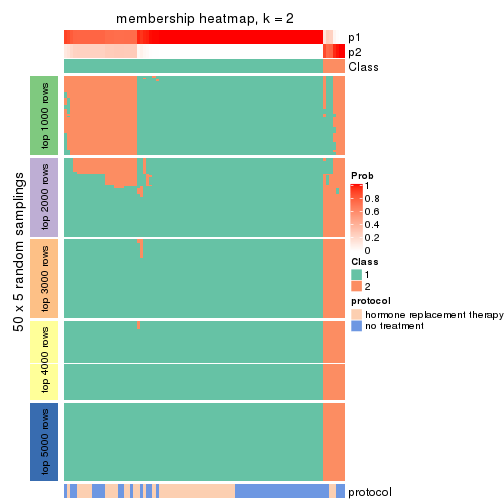 membership heatmap, k = 2
p1
p2
Class
50 x 5 random samplings
top 1000 rows
top 2000 rows
top 3000 rows
top 4000 rows
top 5000 rows
Prob
1
0.8
0.6
0.4
0.2
0
Class
1
2
protocol
hormone replacement therapy
no treatment
protocol